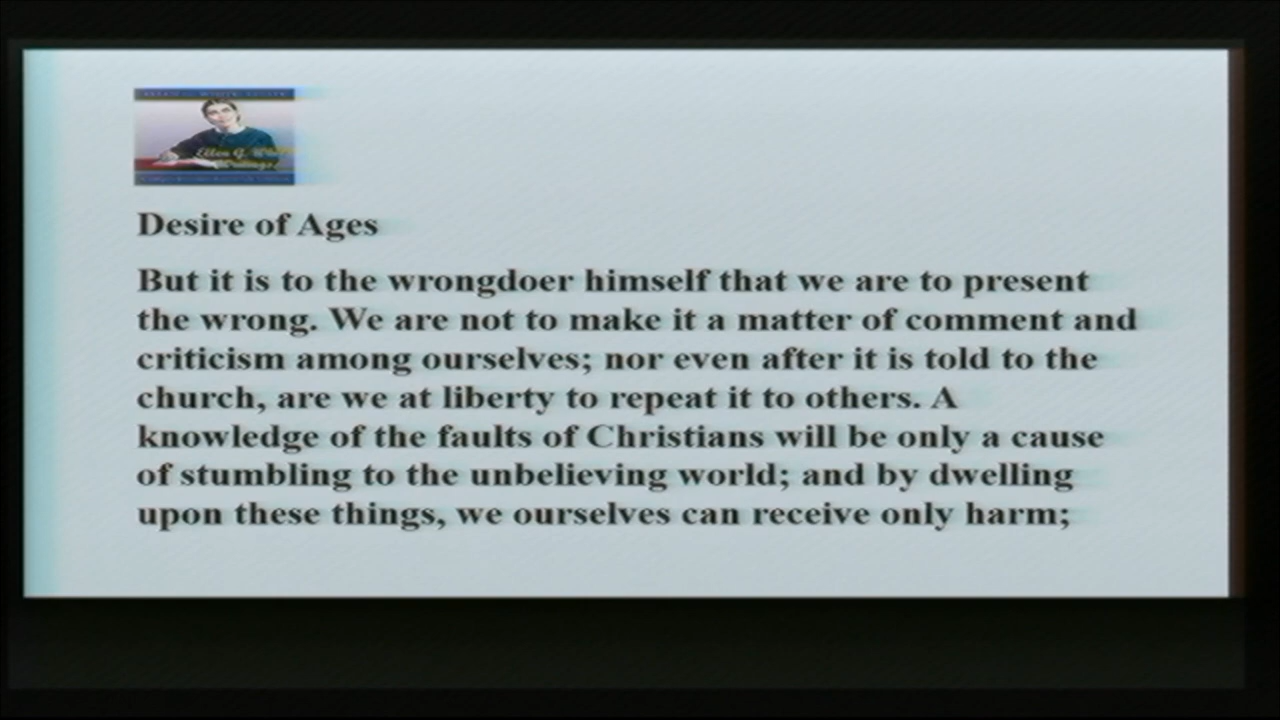 Ellen G. White
Writings
Desire of Ages
But it is to the wrongdoer himself that we are to present
the wrong. We are not to make it a matter of comment and
criticism among ourselves; nor even after it is told to the
church, are we at liberty to repeat it to others. A
knowledge of the faults of Christians will be only a cause
of stumbling to the unbelieving world; and by dwelling
upon these things, we ourselves can receive only harm;